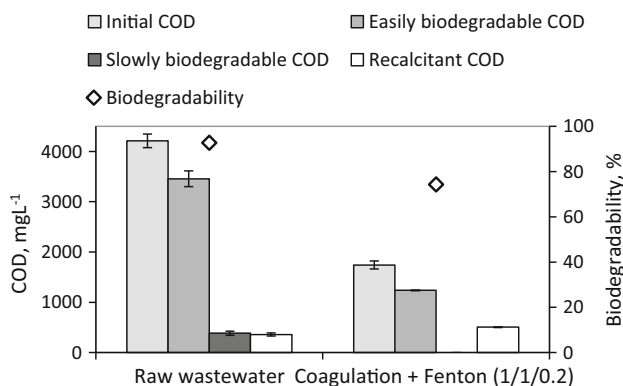 Initial COD
Easily biodegradable COD
Slowly biodegradable COD
Recalcitrant COD
Biodegradability
COD, mgL⁻¹
4000
3000
2000
1000
0
100
80
60
40
20
0
Biodegradability, %
Raw wastewater
Coagulation + Fenton (1/1/0.2)